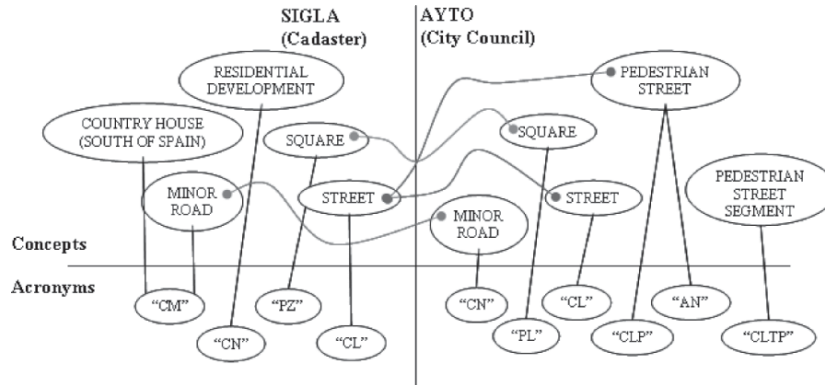 SIGLA
(Cadaster)
AYTO
(City Council)
RESIDENTIAL
DEVELOPMENT
PEDESTRIAN
STREET
COUNTRY HOUSE
(SOUTH OF SPAIN)
SQUARE
SQUARE
MINOR
ROAD
STREET
MINOR
ROAD
STREET
PEDESTRIAN
STREET
SEGMENT
Concepts
Acronyms
"CM"
"CN"
"PZ"
"CL"
"CN"
"PL"
"CL"
"CLP"
"AN"
"CLTP"